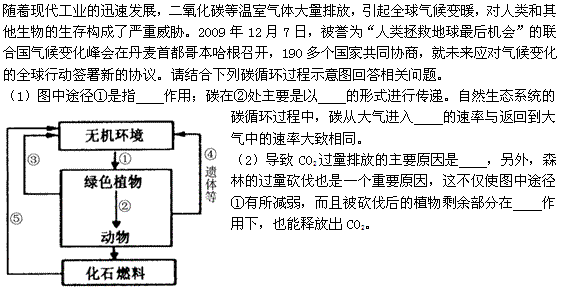 随着现代工业的迅速发展，二氧化碳等温室气体大量排放，引起全球气候变暖，对人类和其
他生物的生存构成了严重威胁。2009 年 12 月 7 日，被誉为“人类拯救地球最后机会”的联
合国气候变化峰会在丹麦首都哥本哈根召开，190 多个国家共同协商，就未来应对气候变化
的全球行动签署新的协议。请结合下列碳循环过程示意图回答相关问题。
（1）图中途径①是指____作用；碳在②处主要是以____的形式进行传递。自然生态系统的
碳循环过程中，碳从大气进入____的速率与返回到大
气中的速率大致相同。
（2）导致 CO₂过量排放的主要原因是____，另外，森
林的过量砍伐也是一个重要原因，这不仅使图中途径
①有所减弱，而且被砍伐后的植物剩余部分在____作
用下，也能释放出 CO₂。
无机环境
①
③
④
遗体等
绿色植物
②
⑤
动物
化石燃料